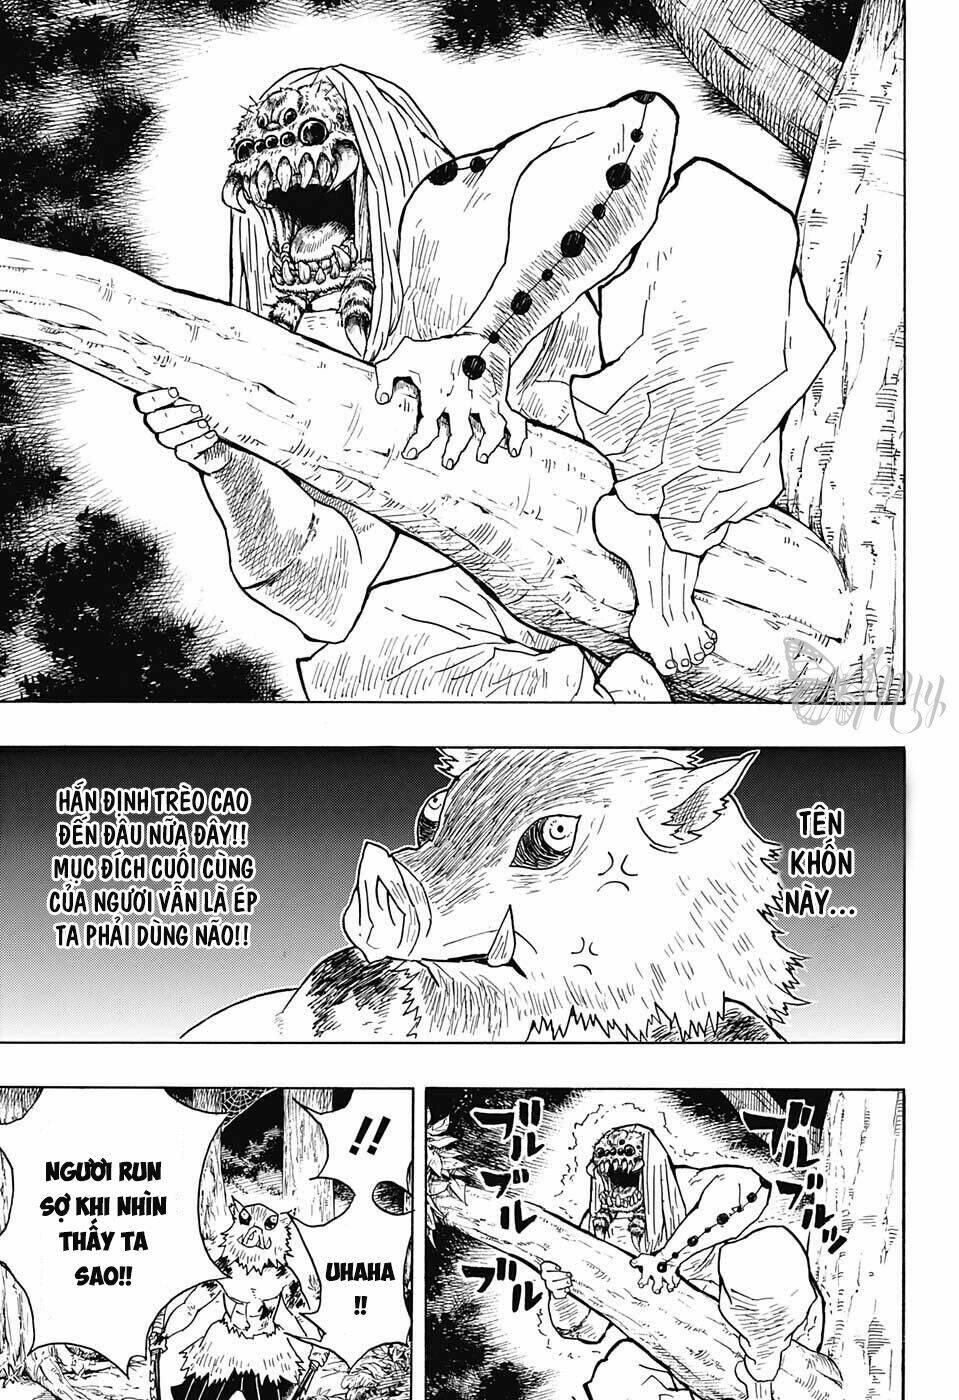 Myy
TÊN
KHỐN
NÀY...
HẮN ĐỊNH TRÈO CAO
ĐẾN ĐÂU NỮA ĐÂY!!
MỤC ĐÍCH CUỐI CÙNG
CỦA NGƯƠI VẪN LÀ ÉP
TA PHẢI DÙNG NÃO!!
ブル
ブル
ブル
ブル
ブル
!!
NGƯƠI RUN
SỢ KHI NHÌN
THẤY TA
SAO!!
UHAHA
!!